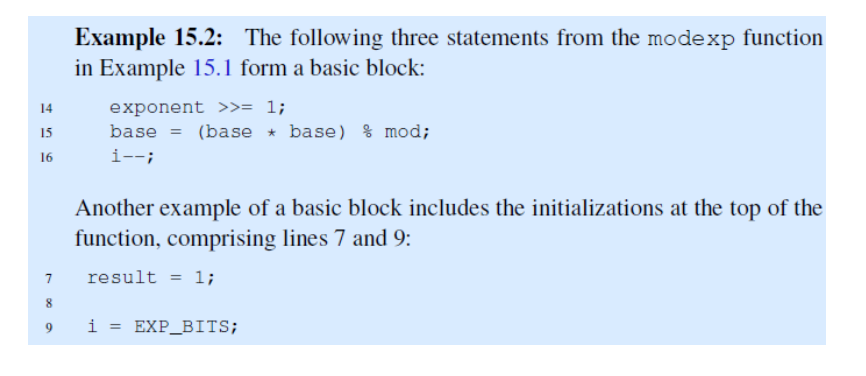 Example 15.2: The following three statements from the modexp function
in Example 15.1 form a basic block:
14 exponent >>= 1;
15 base = (base * base) % mod;
16 i--;
Another example of a basic block includes the initializations at the top of the
function, comprising lines 7 and 9:
7 result = 1;
8
9 i = EXP_BITS;